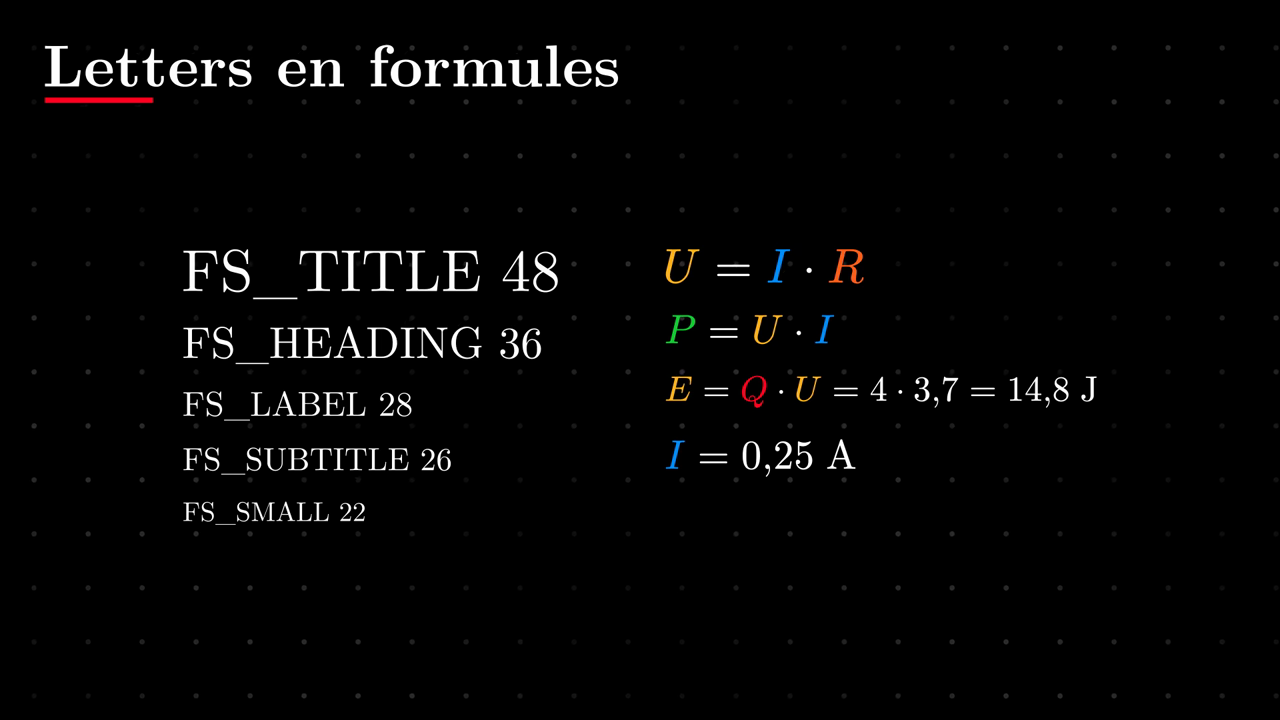 Letters en formules
FS_TITLE 48
FS_HEADING 36
FS_LABEL 28
FS_SUBTITLE 26
FS_SMALL 22
U = I · R
P = U · I
E = Q · U = 4 · 3,7 = 14,8 J
I = 0,25 A